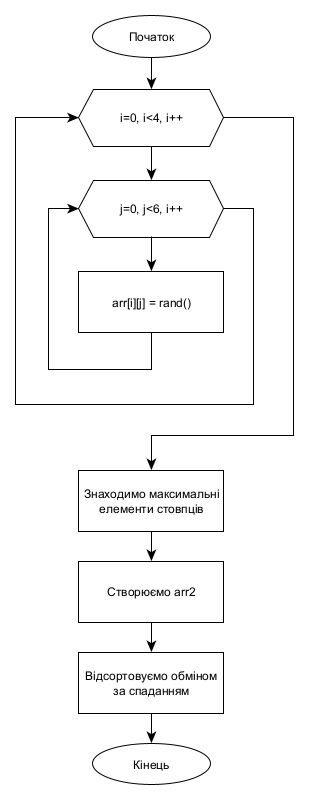 Початок
i=0, i<4, i++
j=0, j<6, i++
arr[i][j] = rand()
Знаходимо максимальні
елементи стовпців
Створюємо arr2
Відсортовуємо обміном
за спаданням
Кінець